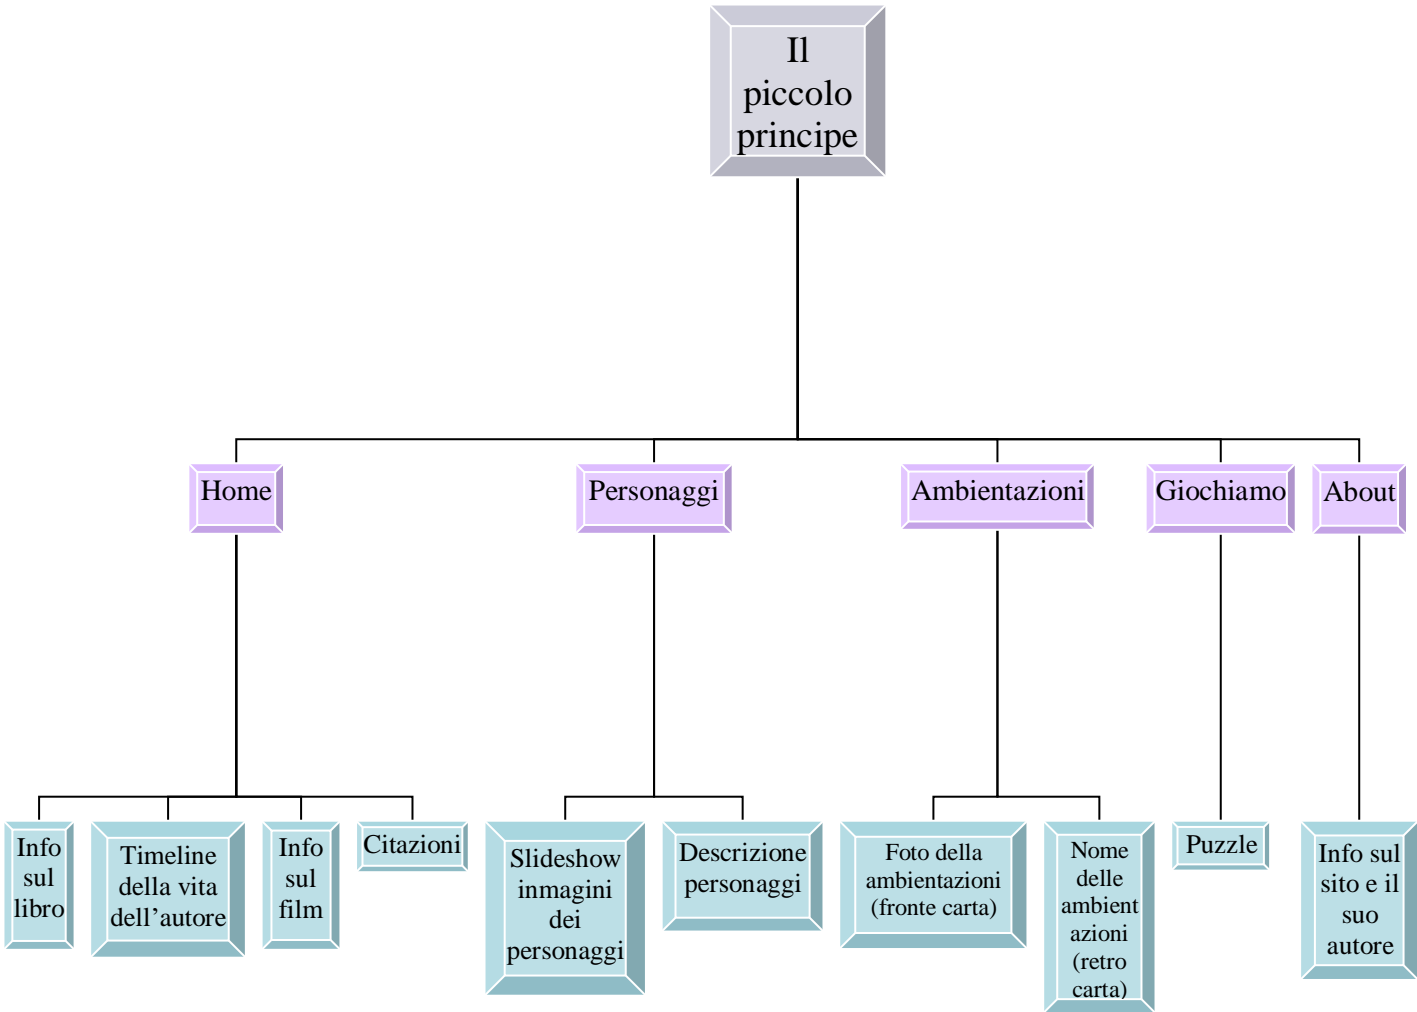 Il
piccolo
principe
Home
Personaggi
Ambientazioni
Giochiamo
About
Info
sul
libro
Timeline
della vita
dell’autore
Info
sul
film
Citazioni
Slideshow
inmagini
dei
personaggi
Descrizione
personaggi
Foto della
ambientazioni
(fronte carta)
Nome
delle
ambient
azioni
(retro
carta)
Puzzle
Info sul
sito e il
suo
autore